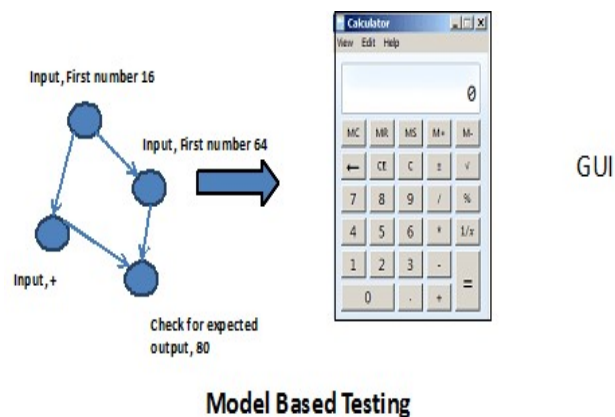 Input, First number 16
Input, First number 64
Input, +
Check for expected
output, 80
Calculator
View Edit Help
0
MC MR MS M+ M-
← CE C ± √
7 8 9 / %
4 5 6 * 1/x
1 2 3 - =
0 . +
GUI
Model Based Testing